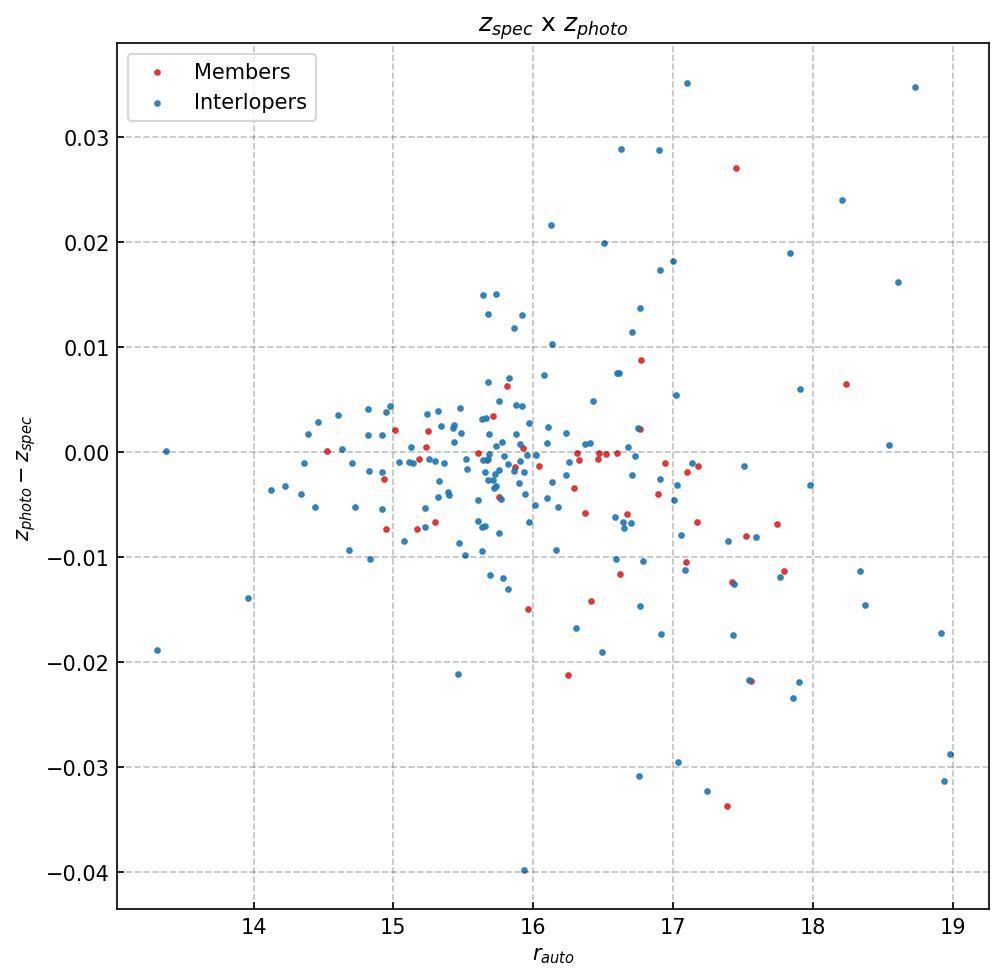 z_spec x z_photo
Members
Interlopers
0.03
0.02
0.01
0.00
−0.01
−0.02
−0.03
−0.04
z_photo − z_spec
14 15 16 17 18 19
r_auto